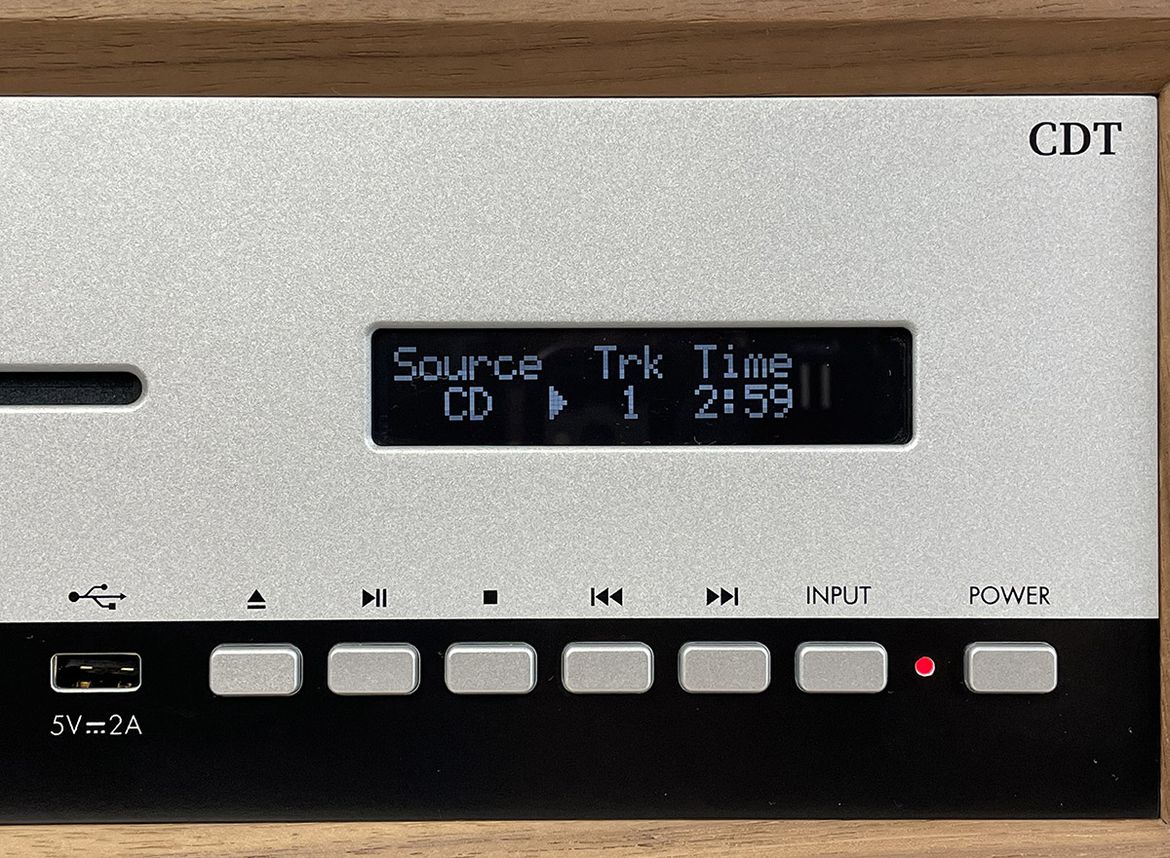 CDT
Source Trk Time
CD 1 2:59
INPUT POWER
5V⎓2A